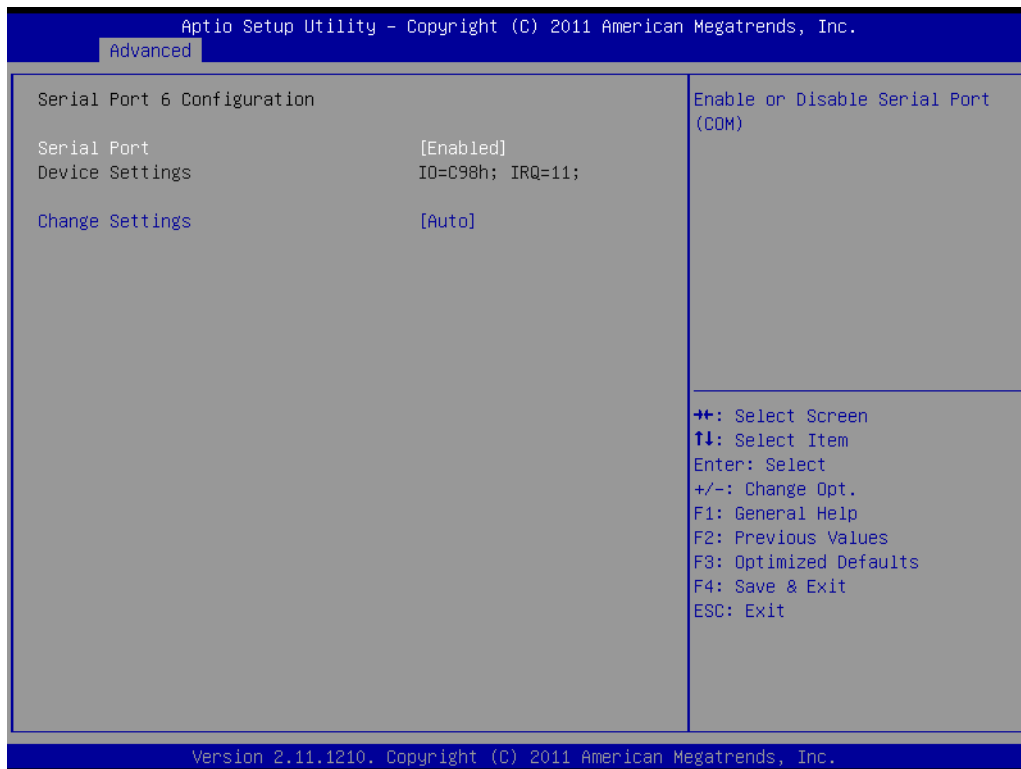 Aptio Setup Utility – Copyright (C) 2011 American Megatrends, Inc.
Advanced
Serial Port 6 Configuration
Serial Port [Enabled]
Device Settings IO=C98h; IRQ=11;
Change Settings [Auto]
Enable or Disable Serial Port
(COM)
→←: Select Screen
↑↓: Select Item
Enter: Select
+/-: Change Opt.
F1: General Help
F2: Previous Values
F3: Optimized Defaults
F4: Save & Exit
ESC: Exit
Version 2.11.1210. Copyright (C) 2011 American Megatrends, Inc.